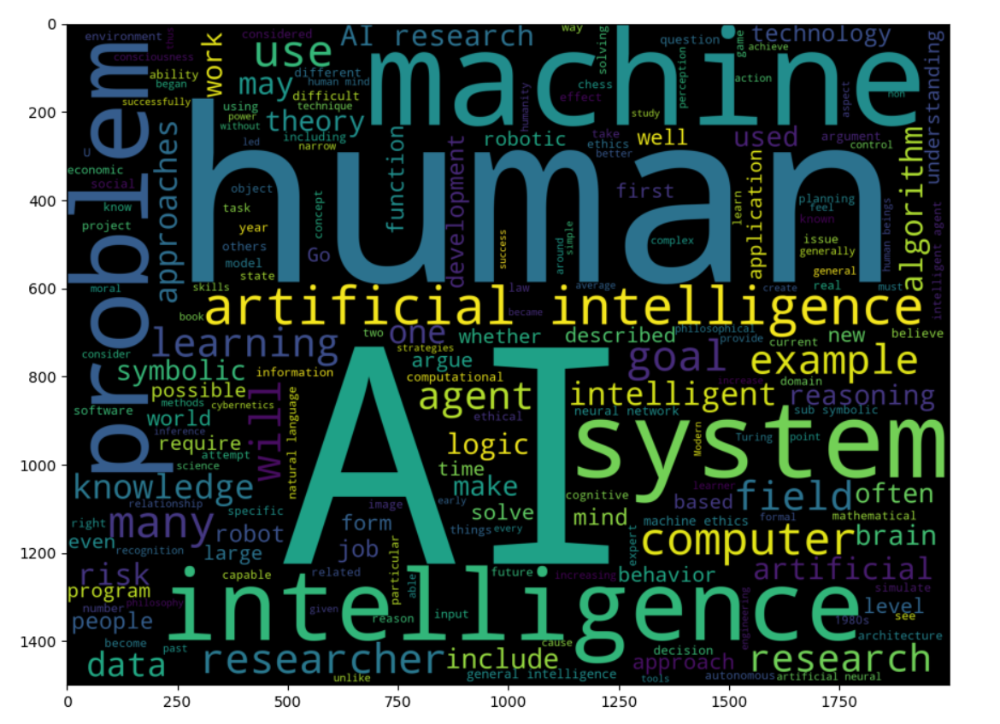 0
200
400
600
800
1000
1200
1400
0
250
500
750
1000
1250
1500
1750
environment
thus
considered
AI research
way
question
technology
consciousness
work
use
machine
solving
game
achieve
understanding
ability
began
may
different
human mind
difficult
technique
humanity
chess
effect
perception
action
aspect
non
successfully
using
power
without
theory
study
problem
including
narrow
robotic
take
ethics
better
well
used
argument
control
U
led
human
function
development
economic
social
approaches
object
first
application
learn
planning
feel
known
algorithm
know
task
concept
project
year
others
Go
success
around
simple
complex
issue
generally
human beings
intelligent agent
model
state
general
moral
skills
law
average
create
real
must
book
artificial intelligence
became
learning
two
one
whether
described
philosophical
provide
new
believe
consider
strategies
argue
goal
current
example
symbolic
information
computational
AI
increase
domain
possible
will
agent
intelligent
reasoning
software
methods
cybernetics
natural language
ethical
neural network
sub symbolic
world
inference
system
require
logic
Modern
Turing
point
attempt
science
time
knowledge
make
cognitive
learner
based
field
often
relationship
specific
image
early
solve
mind
machine ethics
formal
mathematical
right
many
robot
form
things
every
computer
brain
even
recognition
large
job
expert
risk
capable
related
particular
able
future
increasing
behavior
artificial
program
intelligence
simulate
number
philosophy
given
reason
input
engineering
level
people
1980s
see
become
past
cause
decision
architecture
data
researcher
include
approach
research
unlike
general intelligence
tools
autonomous
artificial neural